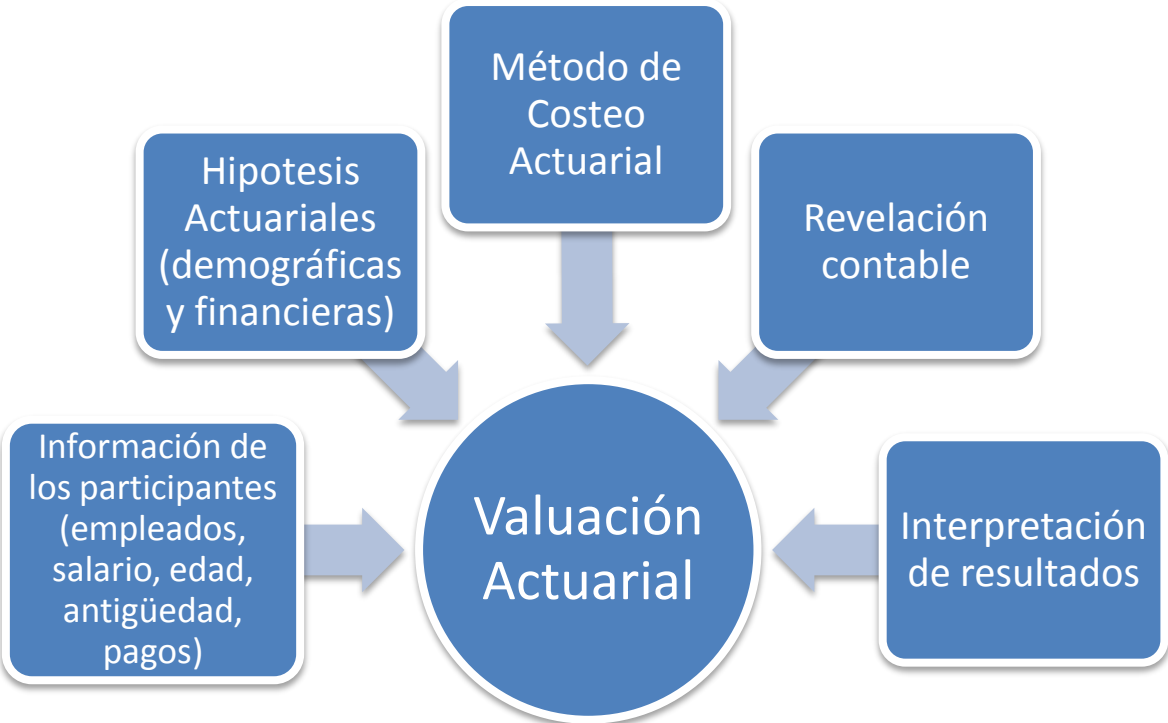 Método de
Costeo
Actuarial
Hipotesis
Actuariales
(demográficas
y financieras)
Revelación
contable
Información de
los participantes
(empleados,
salario, edad,
antigüedad,
pagos)
Valuación
Actuarial
Interpretación
de resultados